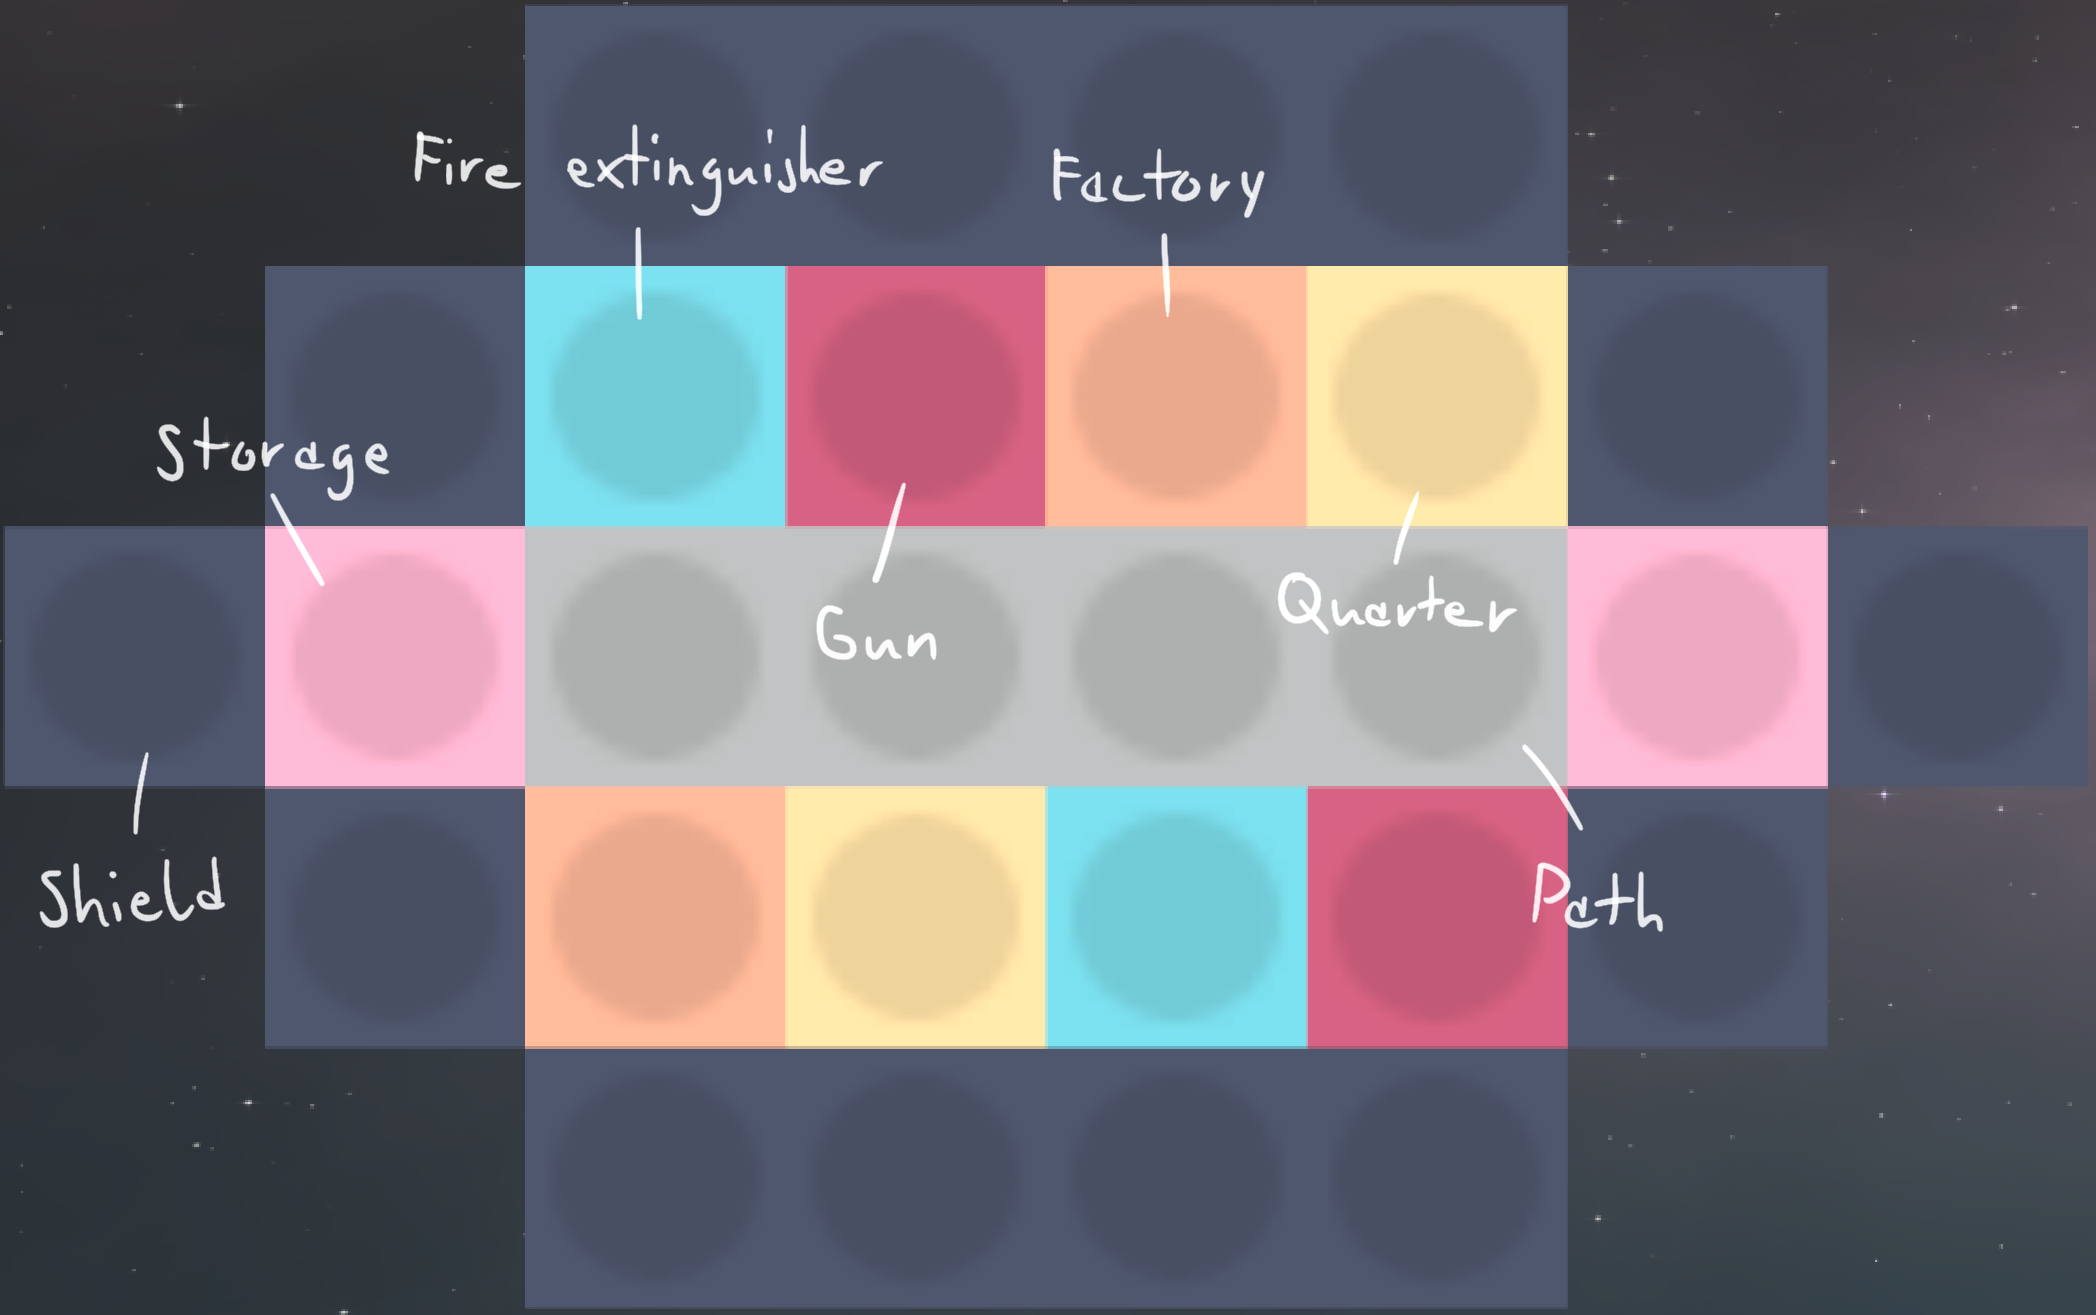 Fire extinguisher
Factory
Storage
Gun
Quarter
Shield
Path